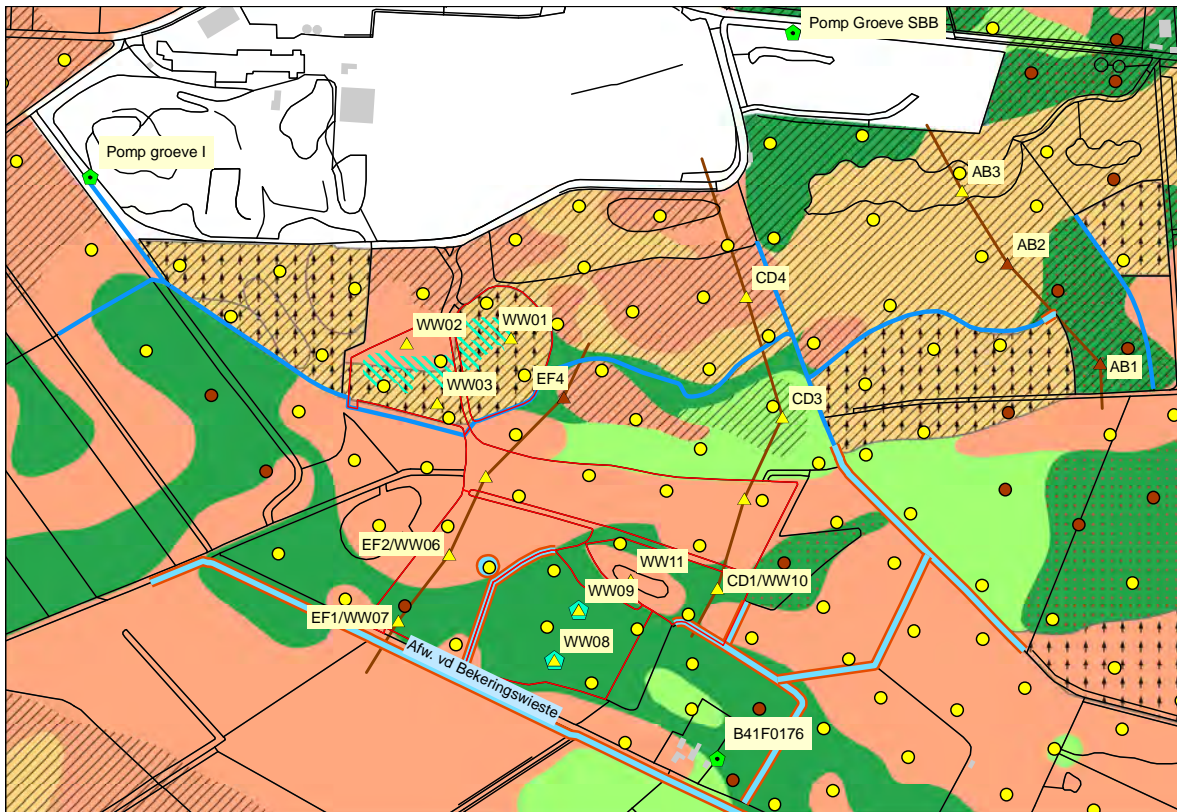 Pomp Groeve SBB
Pomp groeve I
AB3
AB2
CD4
WW02
WW01
AB1
WW03
EF4
CD3
EF2/WW06
WW11
CD1/WW10
WW09
EF1/WW07
WW08
Afw. vd Bekeringswieste
B41F0176